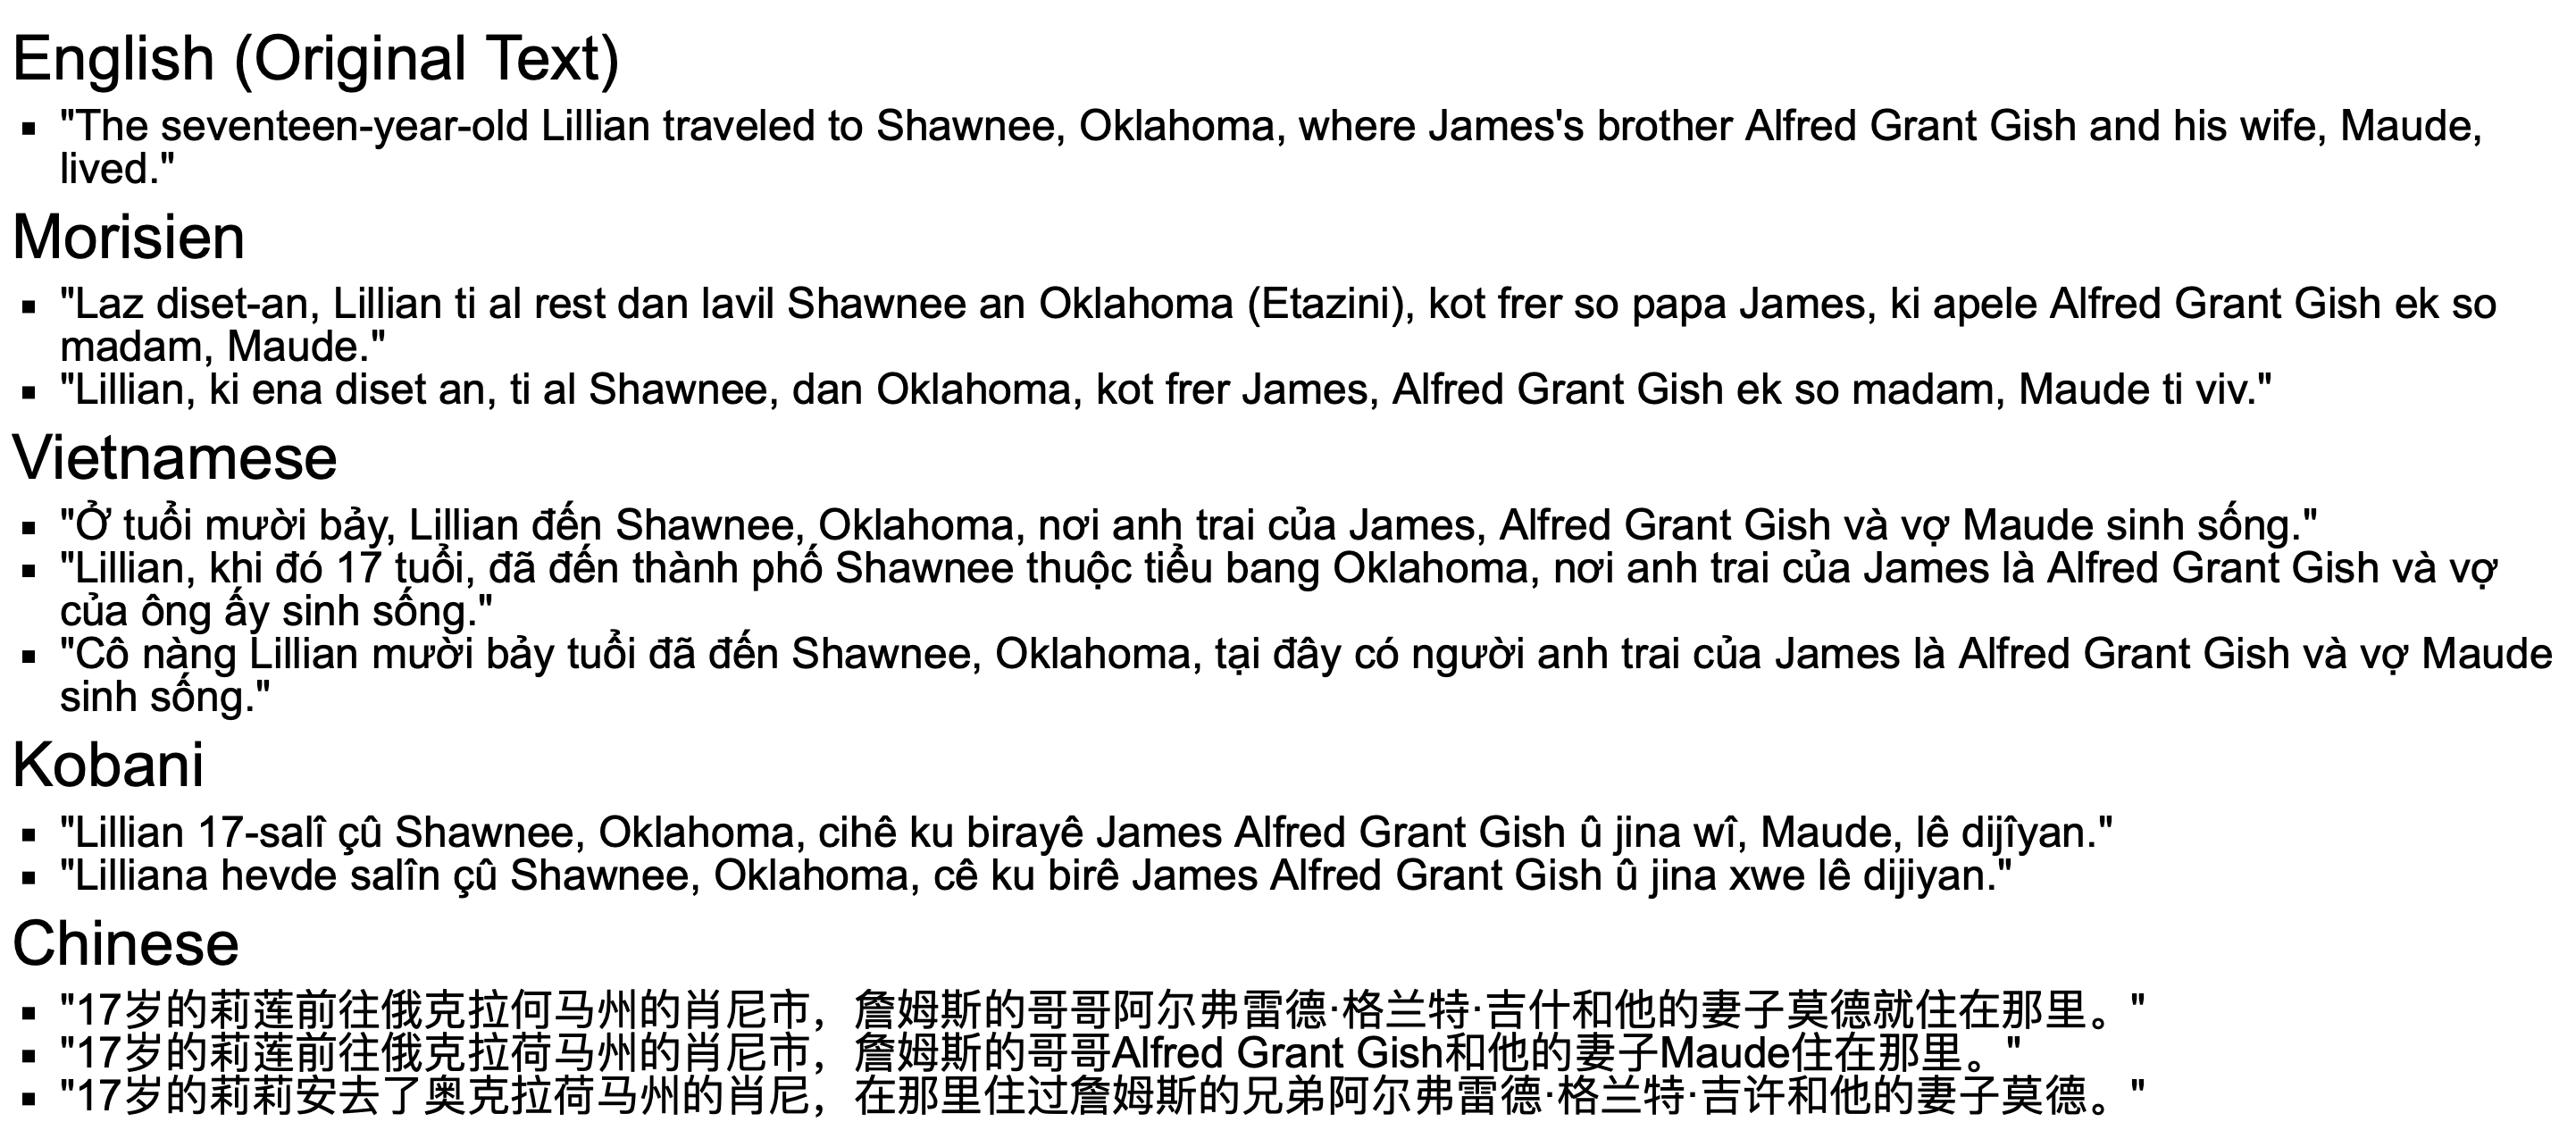 English (Original Text)
▪ "The seventeen-year-old Lillian traveled to Shawnee, Oklahoma, where James's brother Alfred Grant Gish and his wife, Maude,
lived."
Morisien
▪ "Laz diset-an, Lillian ti al rest dan lavil Shawnee an Oklahoma (Etazini), kot frer so papa James, ki apele Alfred Grant Gish ek so
madam, Maude."
▪ "Lillian, ki ena diset an, ti al Shawnee, dan Oklahoma, kot frer James, Alfred Grant Gish ek so madam, Maude ti viv."
Vietnamese
▪ "Ở tuổi mười bảy, Lillian đến Shawnee, Oklahoma, nơi anh trai của James, Alfred Grant Gish và vợ Maude sinh sống."
▪ "Lillian, khi đó 17 tuổi, đã đến thành phố Shawnee thuộc tiểu bang Oklahoma, nơi anh trai của James là Alfred Grant Gish và vợ
của ông ấy sinh sống."
▪ "Cô nàng Lillian mười bảy tuổi đã đến Shawnee, Oklahoma, tại đây có người anh trai của James là Alfred Grant Gish và vợ Maude
sinh sống."
Kobani
▪ "Lillian 17-salî çû Shawnee, Oklahoma, cihê ku birayê James Alfred Grant Gish û jina wî, Maude, lê dijîyan."
▪ "Lilliana hevde salîn çû Shawnee, Oklahoma, cê ku birê James Alfred Grant Gish û jina xwe lê dijiyan."
Chinese
▪ "17岁的莉莲前往俄克拉何马州的肖尼市，詹姆斯的哥哥阿尔弗雷德·格兰特·吉什和他的妻子莫德就住在那里。"
▪ "17岁的莉莲前往俄克拉荷马州的肖尼市，詹姆斯的哥哥Alfred Grant Gish和他的妻子Maude住在那里。"
▪ "17岁的莉莉安去了奥克拉荷马州的肖尼，在那里住过詹姆斯的兄弟阿尔弗雷德·格兰特·吉许和他的妻子莫德。"